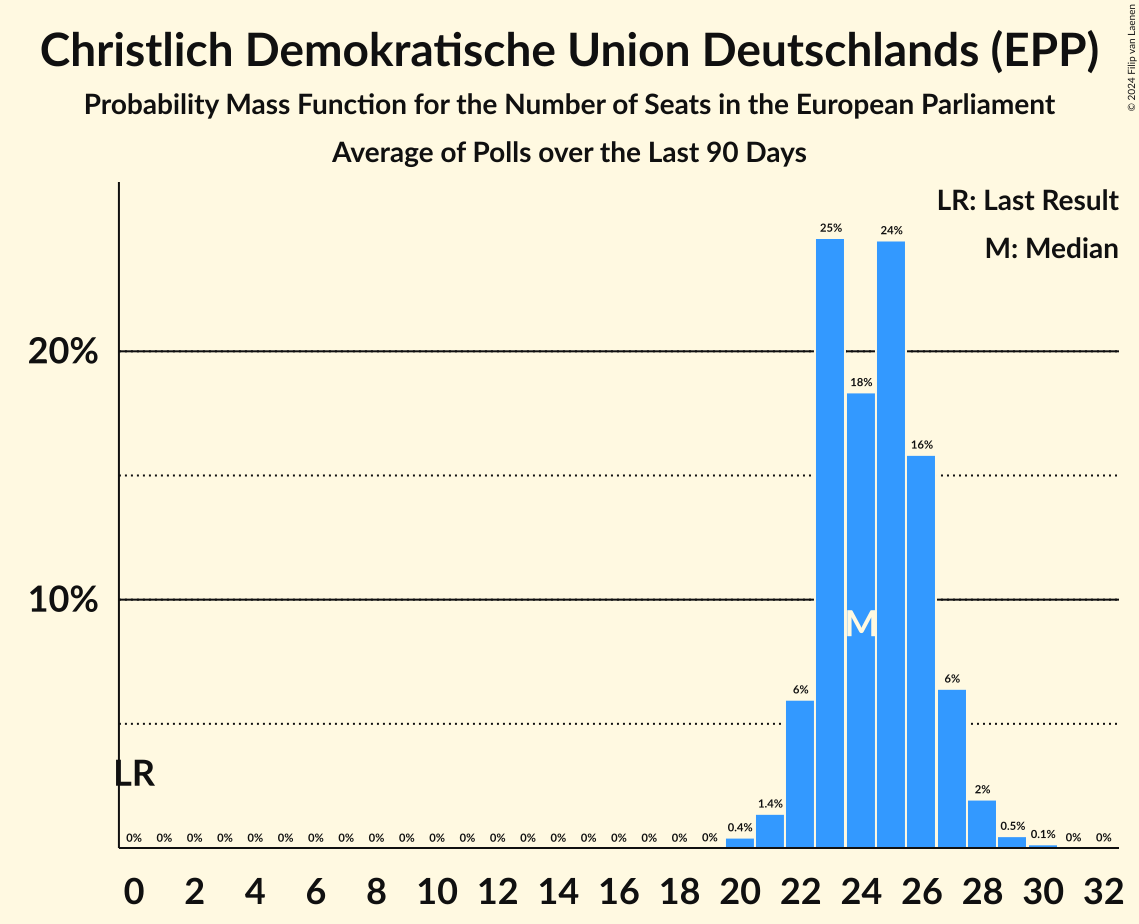 Christlich Demokratische Union Deutschlands (EPP)
Probability Mass Function for the Number of Seats in the European Parliament
Average of Polls over the Last 90 Days
© 2024 Filip van Laenen
LR: Last Result
M: Median
20%
10%
25%
24%
18%
16%
M
6%
6%
LR
0% 0% 0% 0% 0% 0% 0% 0% 0% 0% 0% 0% 0% 0% 0% 0% 0% 0% 0% 0% 0.4% 1.4% 2% 0.5% 0.1% 0% 0%
0 2 4 6 8 10 12 14 16 18 20 22 24 26 28 30 32